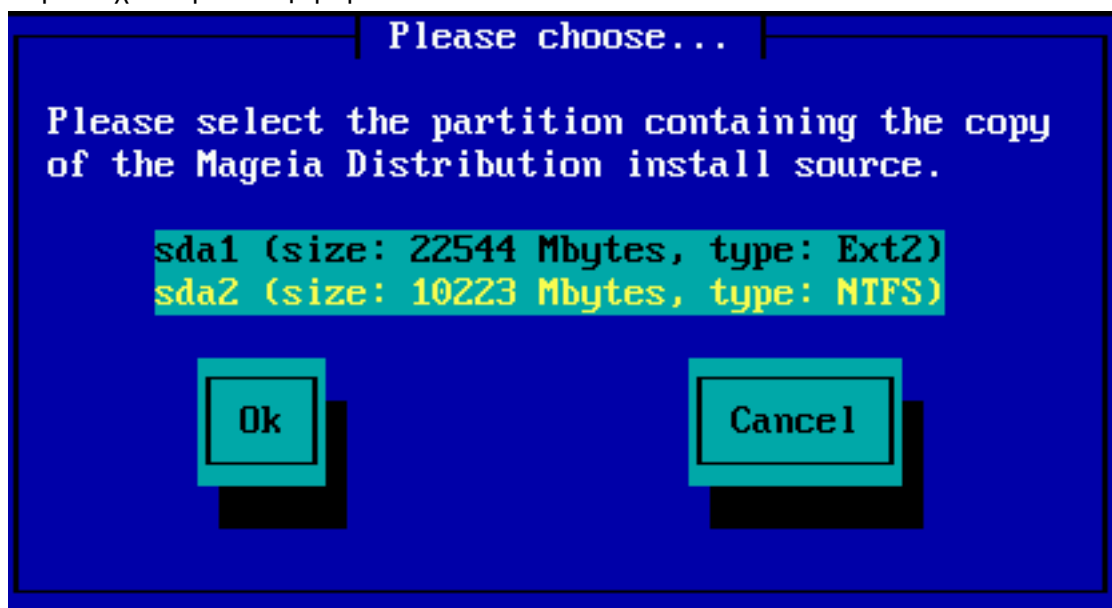 Please choose...
Please select the partition containing the copy
of the Mageia Distribution install source.
sda1 (size: 22544 Mbytes, type: Ext2)
sda2 (size: 10223 Mbytes, type: NTFS)
Ok
Cancel